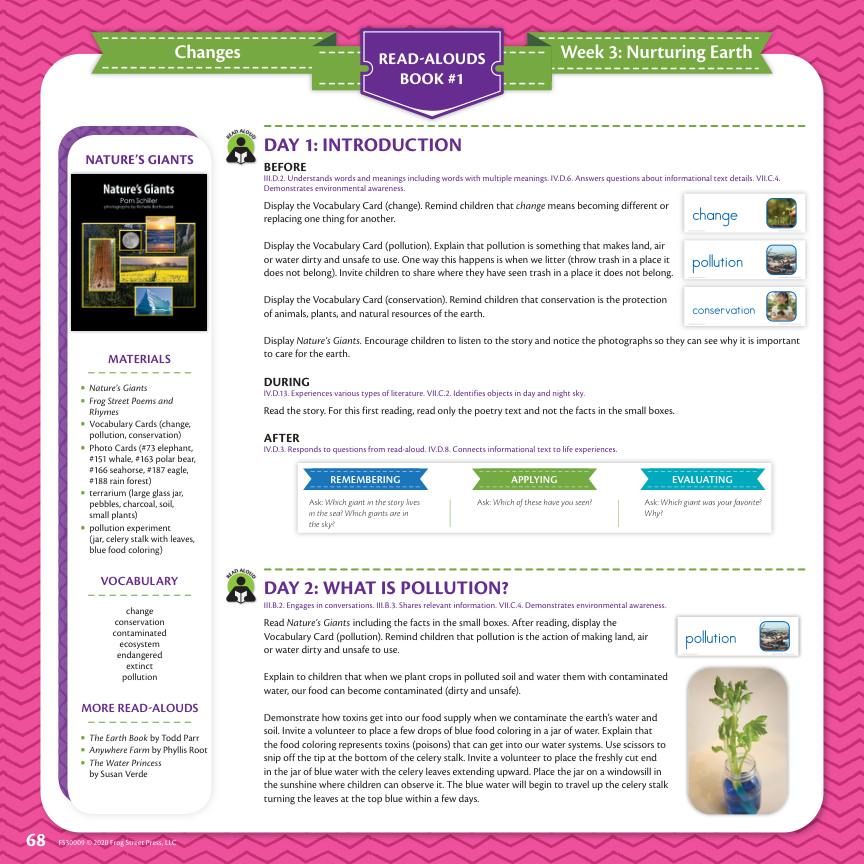 Changes
READ-ALOUDS
BOOK #1
Week 3: Nurturing Earth
NATURE'S GIANTS
Nature's Giants
Pam Schiller
MATERIALS
• Nature's Giants
• Frog Street Poems and
Rhymes
• Vocabulary Cards (change,
pollution, conservation)
• Photo Cards (#73 elephant,
#151 whale, #163 polar bear,
#166 seahorse, #187 eagle,
#188 rain forest)
• terrarium (large glass jar,
pebbles, charcoal, soil,
small plants)
• pollution experiment
(jar, celery stalk with leaves,
blue food coloring)
VOCABULARY
change
conservation
contaminated
ecosystem
endangered
extinct
pollution
MORE READ-ALOUDS
• The Earth Book by Todd Parr
• Anywhere Farm by Phyllis Root
• The Water Princess
by Susan Verde
READ ALOUD
DAY 1: INTRODUCTION
BEFORE
III.D.2. Understands words and meanings including words with multiple meanings. IV.D.6. Answers questions about informational text details. VII.C.4.
Demonstrates environmental awareness.
Display the Vocabulary Card (change). Remind children that change means becoming different or
replacing one thing for another.
change
Display the Vocabulary Card (pollution). Explain that pollution is something that makes land, air
or water dirty and unsafe to use. One way this happens is when we litter (throw trash in a place it
does not belong). Invite children to share where they have seen trash in a place it does not belong.
pollution
Display the Vocabulary Card (conservation). Remind children that conservation is the protection
of animals, plants, and natural resources of the earth.
conservation
Display Nature's Giants. Encourage children to listen to the story and notice the photographs so they can see why it is important
to care for the earth.
DURING
IV.D.13. Experiences various types of literature. VII.C.2. Identifies objects in day and night sky.
Read the story. For this first reading, read only the poetry text and not the facts in the small boxes.
AFTER
IV.D.3. Responds to questions from read-aloud. IV.D.8. Connects informational text to life experiences.
REMEMBERING
Ask: Which giant in the story lives
in the sea? Which giants are in
the sky?
APPLYING
Ask: Which of these have you seen?
EVALUATING
Ask: Which giant was your favorite?
Why?
READ ALOUD
DAY 2: WHAT IS POLLUTION?
III.B.2. Engages in conversations. III.B.3. Shares relevant information. VII.C.4. Demonstrates environmental awareness.
Read Nature's Giants including the facts in the small boxes. After reading, display the
Vocabulary Card (pollution). Remind children that pollution is the action of making land, air
or water dirty and unsafe to use.
pollution
Explain to children that when we plant crops in polluted soil and water them with contaminated
water, our food can become contaminated (dirty and unsafe).
Demonstrate how toxins get into our food supply when we contaminate the earth's water and
soil. Invite a volunteer to place a few drops of blue food coloring in a jar of water. Explain that
the food coloring represents toxins (poisons) that can get into our water systems. Use scissors to
snip off the tip at the bottom of the celery stalk. Invite a volunteer to place the freshly cut end
in the jar of blue water with the celery leaves extending upward. Place the jar on a windowsill in
the sunshine where children can observe it. The blue water will begin to travel up the celery stalk
turning the leaves at the top blue within a few days.
68
FS30009 © 2020 Frog Street Press, LLC